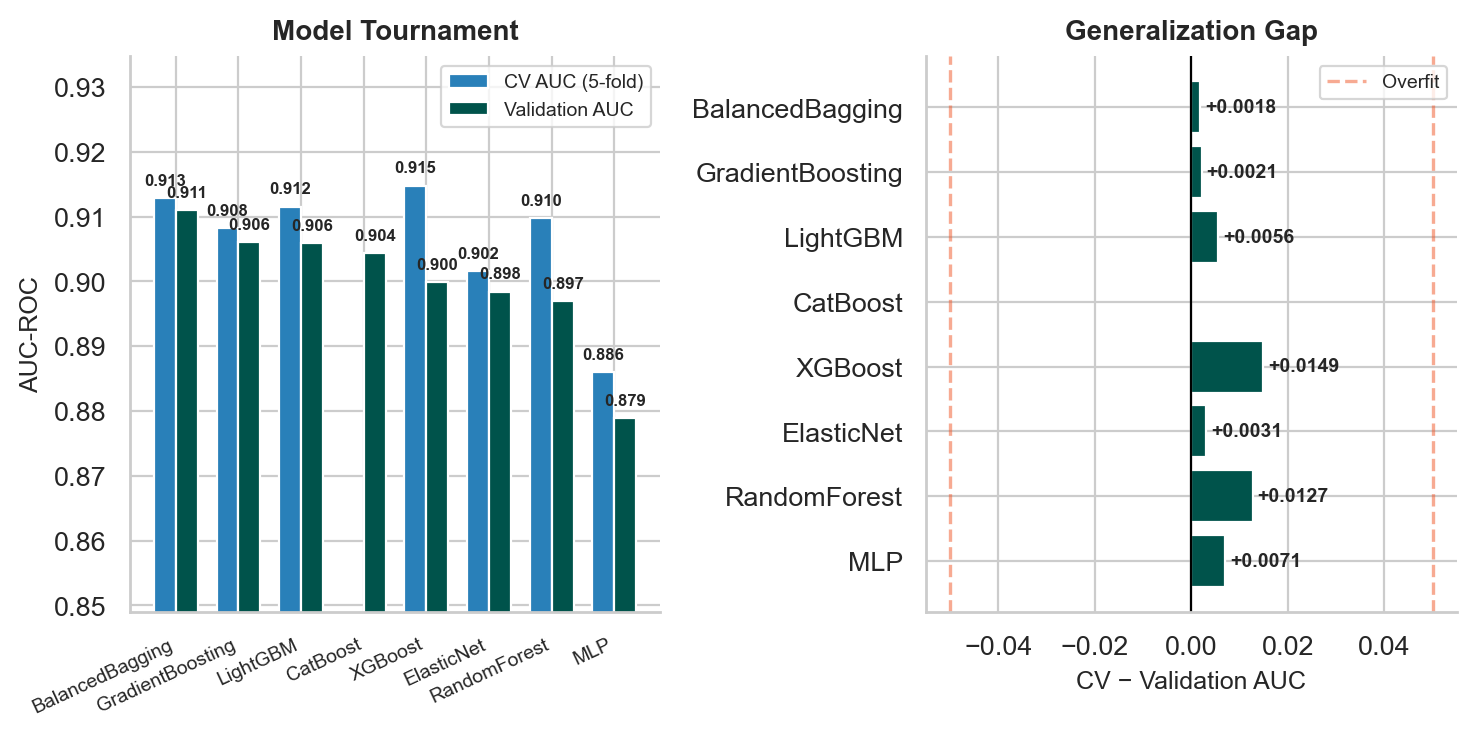 Model Tournament
CV AUC (5-fold)
Validation AUC
AUC-ROC
0.93
0.92
0.91
0.90
0.89
0.88
0.87
0.86
0.85
0.913
0.911
0.908
0.906
0.912
0.906
0.904
0.915
0.900
0.902
0.898
0.910
0.897
0.886
0.879
BalancedBagging
GradientBoosting
LightGBM
CatBoost
XGBoost
ElasticNet
RandomForest
MLP
Generalization Gap
Overfit
BalancedBagging
+0.0018
GradientBoosting
+0.0021
LightGBM
+0.0056
CatBoost
XGBoost
+0.0149
ElasticNet
+0.0031
RandomForest
+0.0127
MLP
+0.0071
−0.04
−0.02
0.00
0.02
0.04
CV − Validation AUC